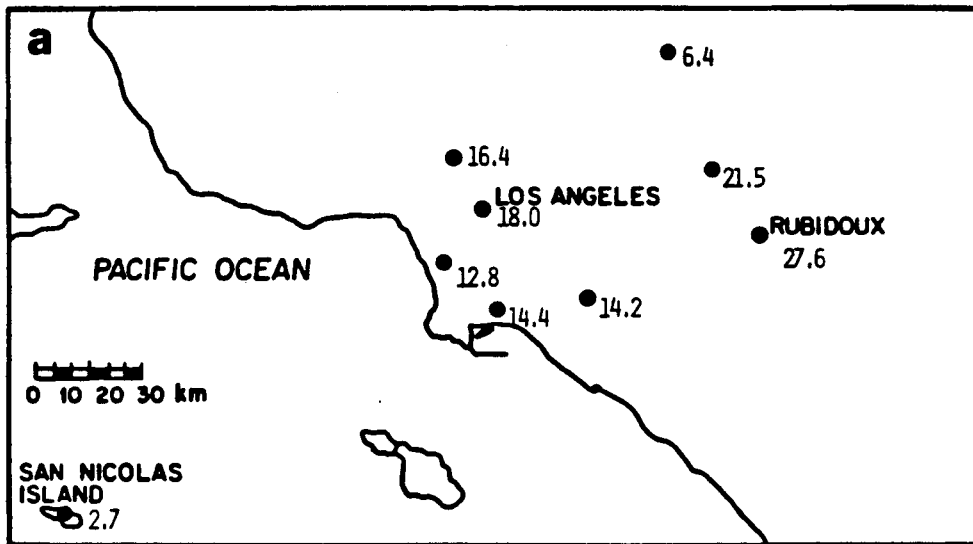 a
6.4
16.4
21.5
LOS ANGELES
18.0
RUBIDOUX
27.6
PACIFIC OCEAN
12.8
14.2
14.4
0 10 20 30 km
SAN NICOLAS
ISLAND
2.7